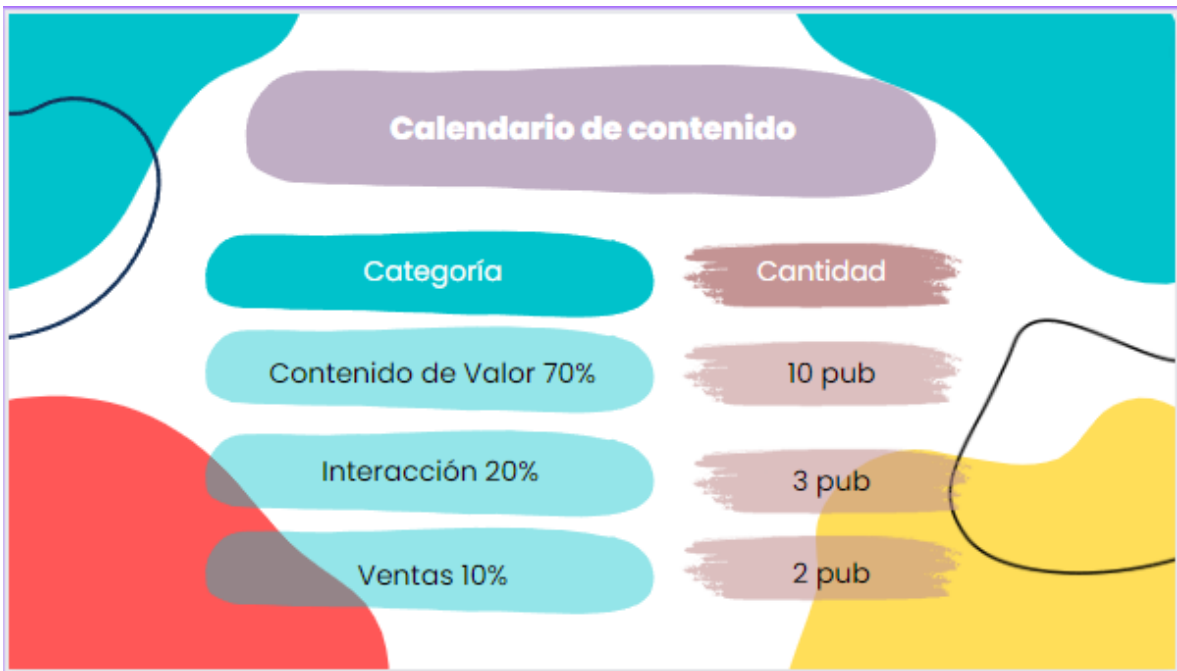 Calendario de contenido
Categoría
Cantidad
Contenido de Valor 70%
10 pub
Interacción 20%
3 pub
Ventas 10%
2 pub